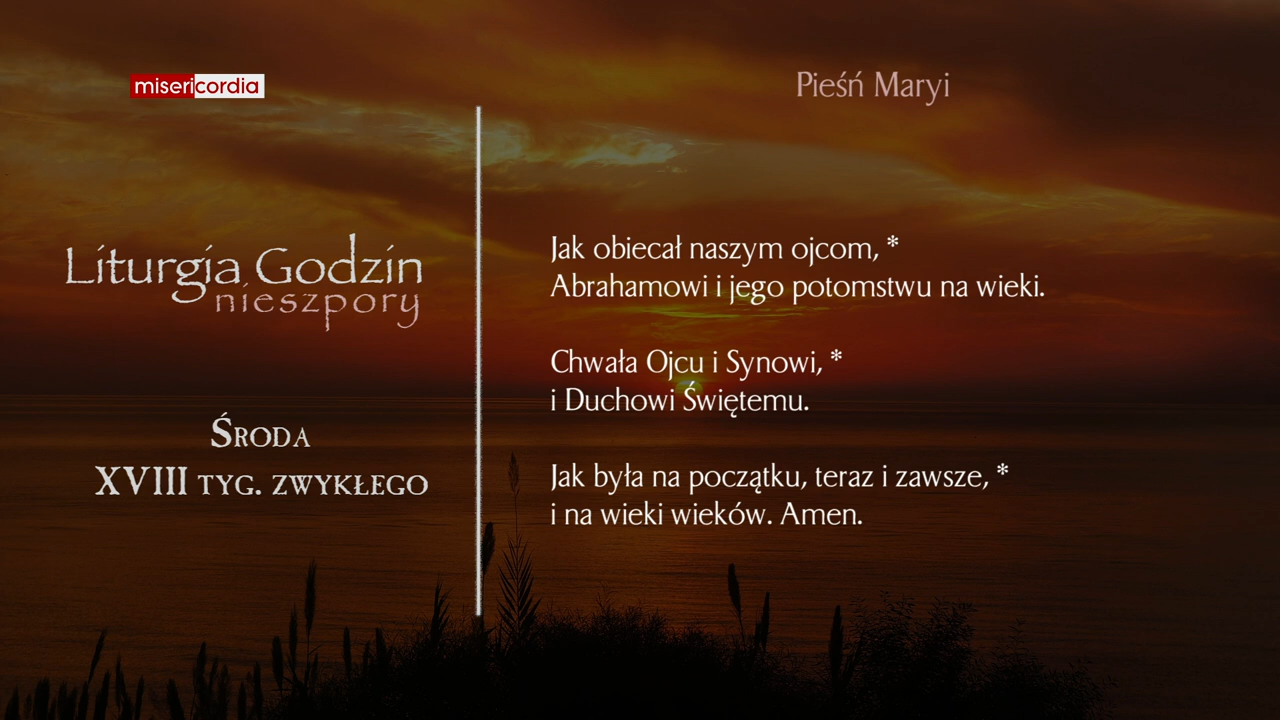 misericordia
Liturgia Godzin
nieszpory
Środa
XVIII tyg. zwykłego
Pieśń Maryi
Jak obiecał naszym ojcom, *
Abrahamowi i jego potomstwu na wieki.
Chwała Ojcu i Synowi, *
i Duchowi Świętemu.
Jak była na początku, teraz i zawsze, *
i na wieki wieków. Amen.